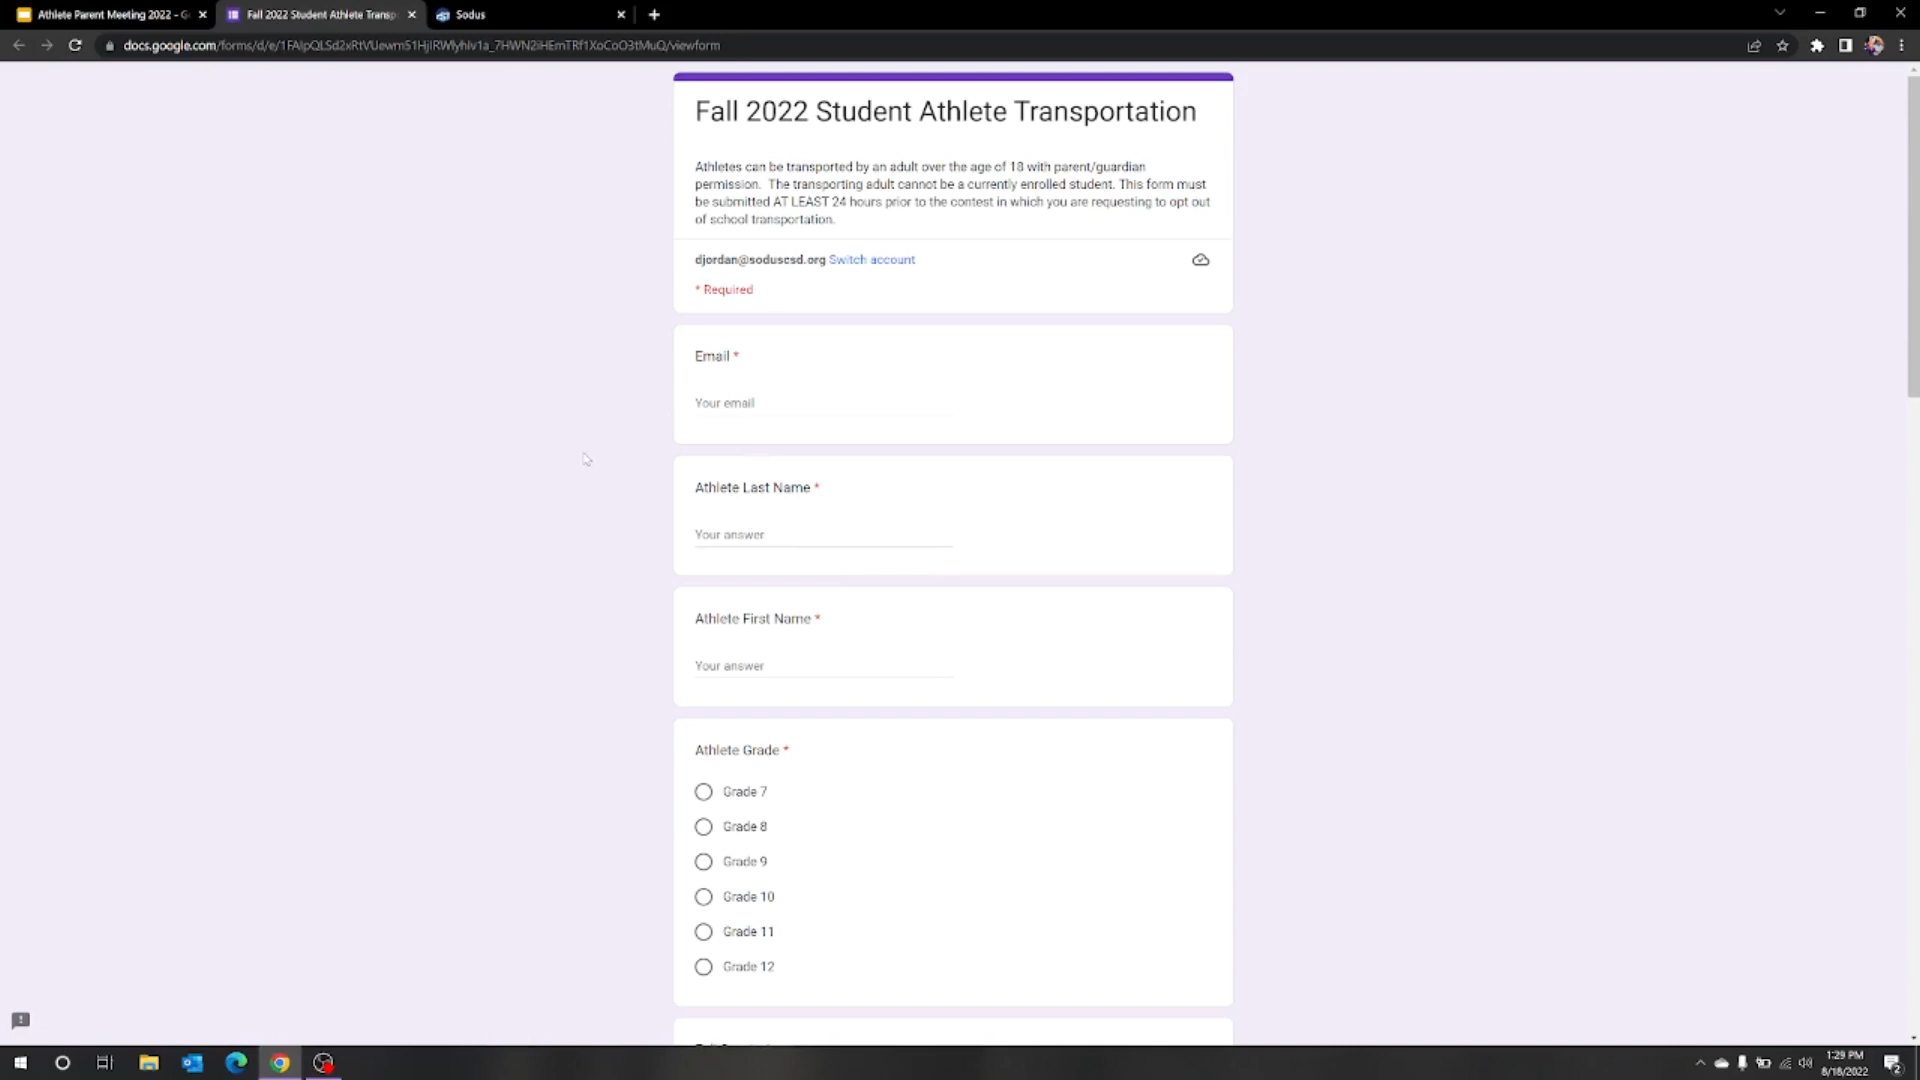 Athlete Parent Meeting 2022 - G
Fall 2022 Student Athlete Transp
Sodus
docs.google.com/forms/d/e/1FAIpQLSd2xRtVUewm51HjIRWlyhIv1a_7HWN2iHEmTRf1XoCoO3tMuQ/viewform
Fall 2022 Student Athlete Transportation
Athletes can be transported by an adult over the age of 18 with parent/guardian
permission. The transporting adult cannot be a currently enrolled student. This form must
be submitted AT LEAST 24 hours prior to the contest in which you are requesting to opt out
of school transportation.
djordan@soduscsd.org Switch account
* Required
Email *
Your email
Athlete Last Name *
Your answer
Athlete First Name *
Your answer
Athlete Grade *
Grade 7
Grade 8
Grade 9
Grade 10
Grade 11
Grade 12
1:29 PM
8/18/2022
2